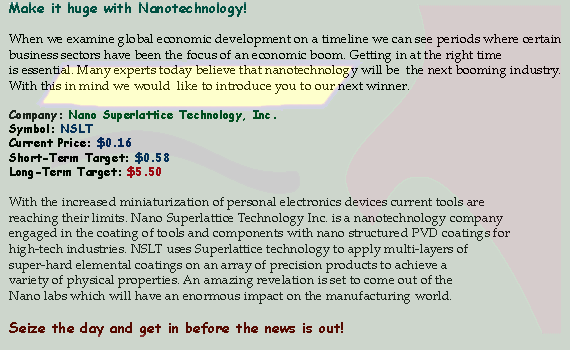 Make it huge with Nanotechnology!
When we examine global economic development on a timeline we can see periods where certain
business sectors have been the focus of an economic boom. Getting in at the right time
is essential. Many experts today believe that nanotechnology will be the next booming industry.
With this in mind we would like to introduce you to our next winner.
Company: Nano Superlattice Technology, Inc.
Symbol: NSLT
Current Price: $0.16
Short-Term Target: $0.58
Long-Term Target: $5.50
With the increased miniaturization of personal electronics devices current tools are
reaching their limits. Nano Superlattice Technology Inc. is a nanotechnology company
engaged in the coating of tools and components with nano structured PVD coatings for
high-tech industries. NSLT uses Superlattice technology to apply multi-layers of
super-hard elemental coatings on an array of precision products to achieve a
variety of physical properties. An amazing revelation is set to come out of the
Nano labs which will have an enormous impact on the manufacturing world.
Seize the day and get in before the news is out!